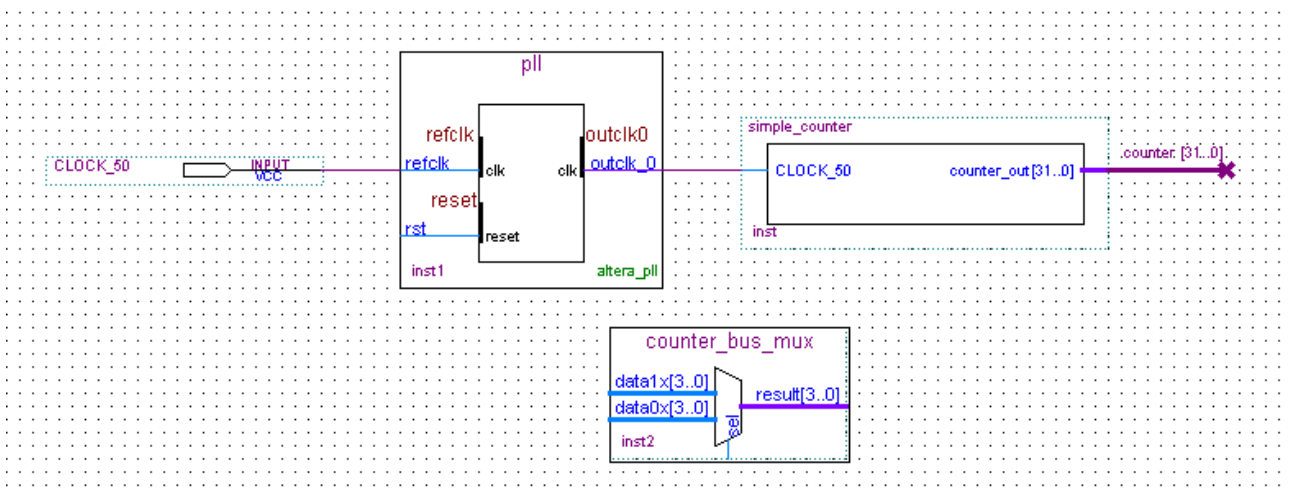 pll
refclk
outclk0
CLOCK_50
INPUT
VCC
refclk
clk
clk
outclk_0
reset
rst
reset
inst1
altera_pll
simple_counter
CLOCK_50
counter_out[31..0]
counter [31..0]
inst
counter_bus_mux
data1x[3..0]
result[3..0]
data0x[3..0]
sel
inst2